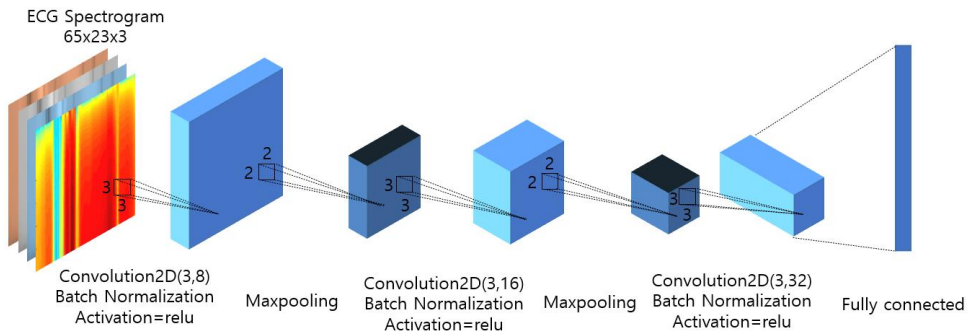 ECG Spectrogram
65x23x3
3
3
2
2
3
3
2
2
3
3
Convolution2D(3,8)
Batch Normalization
Activation=relu
Maxpooling
Convolution2D(3,16)
Batch Normalization
Activation=relu
Maxpooling
Convolution2D(3,32)
Batch Normalization
Activation=relu
Fully connected